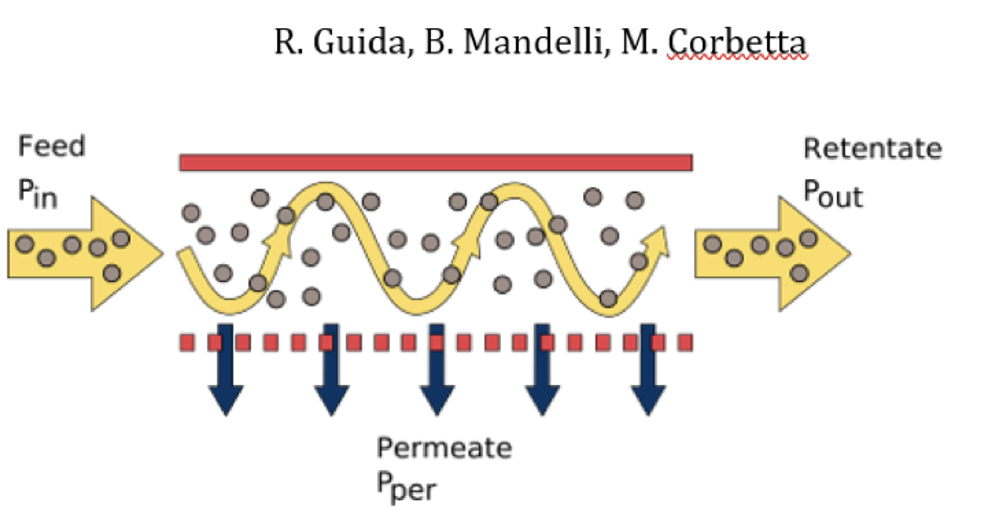 R. Guida, B. Mandelli, M. Corbetta
Feed
Pin
Retentate
Pout
Permeate
Pper